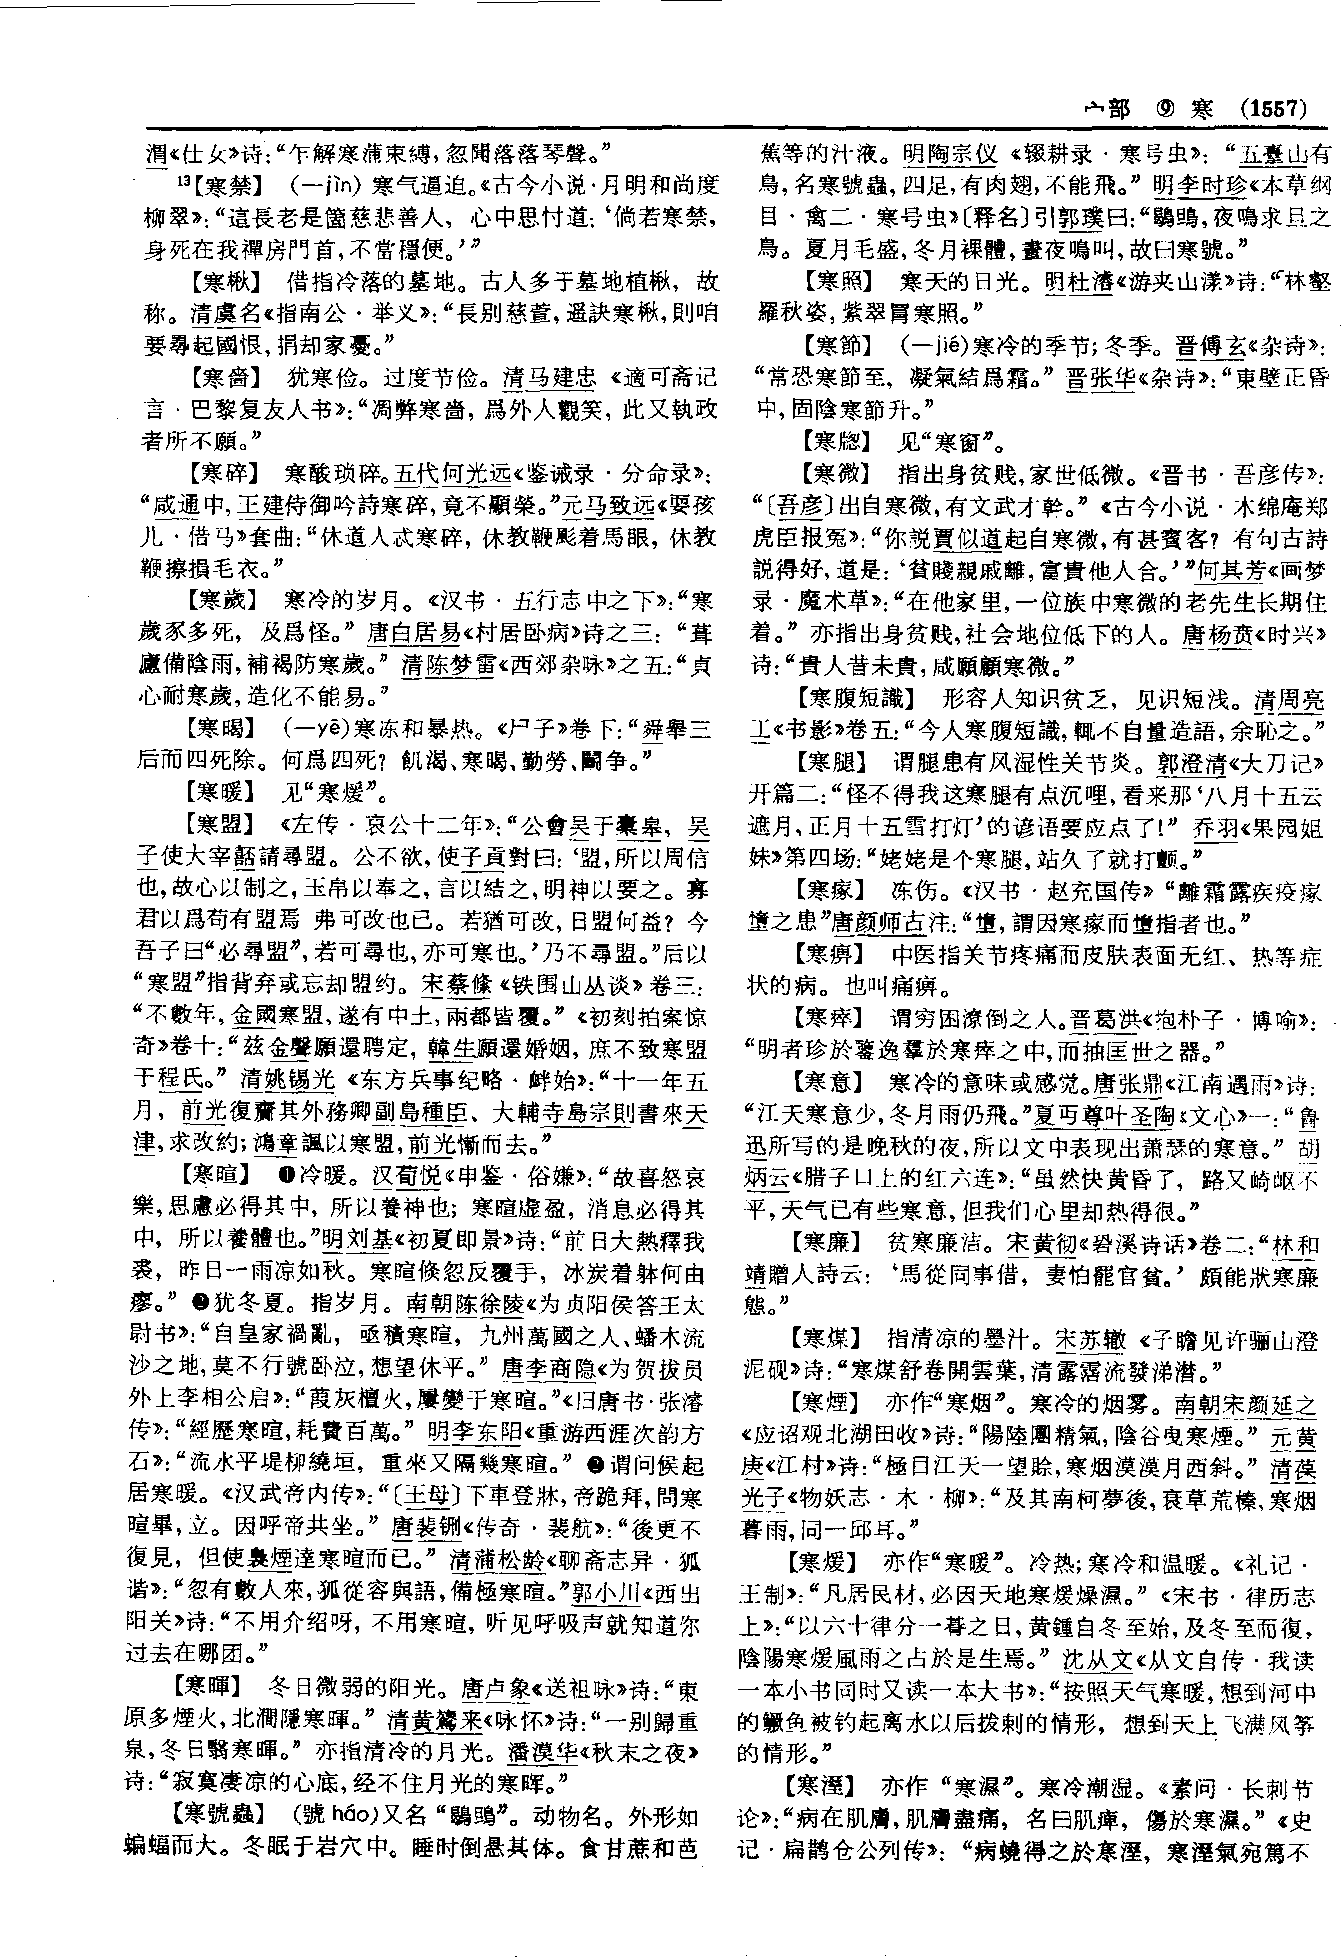 宀部 ⑨ 寒 (1557)
渭《仕女》诗:“乍解寒蒲束縛,忽聞落落琴聲。”
13【寒禁】 (—jìn) 寒气逼迫。《古今小说·月明和尚度
柳翠》:“這長老是箇慈悲善人, 心中思忖道: ‘倘若寒禁,
身死在我禪房門首,不當穩便。’”
【寒楸】 借指冷落的墓地。古人多于墓地植楸, 故
称。清虞名《指南公·举义》:“長别慈萱,遥訣寒楸,則咱
要尋起國恨,捐却家憂。”
【寒嗇】 犹寒俭。过度节俭。清马建忠 《適可斋记
言·巴黎复友人书》:“凋弊寒嗇, 爲外人觀笑, 此又執政
者所不願。”
【寒碎】 寒酸琐碎。五代何光远《鉴诫录·分命录》:
“咸通中,王建侍御吟詩寒碎,竟不顯榮。”元马致远《耍孩
儿·借马》套曲:“休道人忒寒碎, 休教鞭颩着馬眼, 休教
鞭擦損毛衣。”
【寒歲】 寒冷的岁月。《汉书·五行志中之下》:“寒
歲豕多死, 及爲怪。” 唐白居易《村居卧病》诗之三: “葺
廬備陰雨,補褐防寒歲。” 清陈梦雷《西郊杂咏》之五:“貞
心耐寒歲,造化不能易。”
【寒暍】 (—yē)寒冻和暴热。《尸子》卷下:“舜舉三
后而四死除。何爲四死? 飢渴、寒暍、勤勞、鬭争。”
【寒暖】 见“寒煖”。
【寒盟】 《左传·哀公十二年》:“公會吴于橐皋, 吴
子使大宰嚭請尋盟。公不欲,使子貢對曰: ‘盟,所以周信
也,故心以制之,玉帛以奉之,言以結之,明神以要之。寡
君以爲苟有盟焉 弗可改也已。若猶可改,日盟何益? 今
吾子曰“必尋盟”,若可尋也,亦可寒也。’乃不尋盟。”后以
“寒盟”指背弃或忘却盟约。宋蔡絛《铁围山丛谈》卷三:
“不數年,金國寒盟,遂有中土,兩都皆覆。” 《初刻拍案惊
奇》卷十:“兹金聲願還聘定, 韓生願還婚姻, 庶不致寒盟
于程氏。” 清姚锡光 《东方兵事纪略·衅始》:“十一年五
月, 前光復齎其外務卿副島種臣、大輔寺島宗則書來天
津,求改約; 鴻章諷以寒盟,前光慚而去。”
【寒暄】 ❶冷暖。汉荀悦《申鉴·俗嫌》:“故喜怒哀
樂,思慮必得其中, 所以養神也; 寒暄虚盈, 消息必得其
中, 所以養體也。”明刘基《初夏即景》诗:“前日大熱釋我
裘, 昨日一雨凉如秋。寒暄倏忽反覆手, 冰炭着躰何由
瘳。” ❷犹冬夏。指岁月。南朝陈徐陵《为贞阳侯答王太
尉书》:“自皇家禍亂, 亟積寒暄, 九州萬國之人、蟠木流
沙之地,莫不行號卧泣,想望休平。” 唐李商隐《为贺拔员
外上李相公启》:“葭灰檀火,屢變于寒暄。”《旧唐书·张濬
传》:“經歷寒暄,耗費百萬。” 明李东阳《重游西涯次韵方
石》:“流水平堤柳繞垣, 重來又隔幾寒暄。” ❸谓问候起
居寒暖。《汉武帝内传》:“〔王母〕下車登牀,帝跪拜,問寒
暄畢,立。因呼帝共坐。” 唐裴铏《传奇·裴航》:“後更不
復見, 但使裊煙達寒暄而已。” 清蒲松龄《聊斋志异·狐
谐》:“忽有數人來,狐從容與語,備極寒暄。”郭小川《西出
阳关》诗:“不用介绍呀, 不用寒暄, 听见呼吸声就知道你
过去在哪团。”
【寒暉】 冬日微弱的阳光。唐卢象《送祖咏》诗:“東
原多煙火,北澗隱寒暉。” 清黄鷟来《咏怀》诗:“一别歸重
泉,冬日翳寒暉。” 亦指清冷的月光。潘漠华《秋末之夜》
诗:“寂寞凄凉的心底,经不住月光的寒晖。”
【寒號蟲】 (號 háo)又名“鶡鴠”。动物名。外形如
蝙蝠而大。冬眠于岩穴中。睡时倒悬其体。食甘蔗和芭
蕉等的汁液。明陶宗仪 《辍耕录·寒号虫》: “五臺山有
鳥,名寒號蟲,四足,有肉翅,不能飛。” 明李时珍《本草纲
目·禽二·寒号虫》〔释名〕引郭璞曰:“鶡鴠,夜鳴求旦之
鳥。夏月毛盛,冬月裸體,晝夜鳴叫,故曰寒號。”
【寒照】 寒天的日光。明杜濬《游夹山漾》诗:“林壑
羅秋姿,紫翠罥寒照。”
【寒節】 (—jié)寒冷的季节; 冬季。晋傅玄《杂诗》:
“常恐寒節至, 凝氣結爲霜。” 晋张华《杂诗》:“東壁正昏
中,固陰寒節升。”
【寒牕】 见“寒窗”。
【寒微】 指出身贫贱,家世低微。《晋书·吾彦传》:
“〔吾彦〕出自寒微,有文武才幹。” 《古今小说·木绵庵郑
虎臣报冤》:“你説賈似道起自寒微,有甚賓客? 有句古詩
説得好,道是: ‘貧賤親戚離,富貴他人合。’”何其芳《画梦
录·魔术草》:“在他家里,一位族中寒微的老先生长期住
着。” 亦指出身贫贱,社会地位低下的人。唐杨贲《时兴》
诗:“貴人昔未貴,咸願顧寒微。”
【寒腹短識】 形容人知识贫乏, 见识短浅。清周亮
工《书影》卷五:“今人寒腹短識,輒不自量造語,余恥之。”
【寒腿】 谓腿患有风湿性关节炎。郭澄清《大刀记》
开篇二:“怪不得我这寒腿有点沉哩,看来那‘八月十五云
遮月,正月十五雪打灯’的谚语要应点了!” 乔羽《果园姐
妹》第四场:“姥姥是个寒腿,站久了就打颤。”
【寒瘃】 冻伤。《汉书·赵充国传》“離霜露疾疫瘃
墯之患”唐颜师古注:“墯,謂因寒瘃而墯指者也。”
【寒痹】 中医指关节疼痛而皮肤表面无红、热等症
状的病。也叫痛痹。
【寒瘁】 谓穷困潦倒之人。晋葛洪《抱朴子·博喻》:
“明者珍於鑒逸羣於寒瘁之中,而抽匡世之器。”
【寒意】 寒冷的意味或感觉。唐张鼎《江南遇雨》诗:
“江天寒意少,冬月雨仍飛。”夏丏尊叶圣陶《文心》一:“鲁
迅所写的是晚秋的夜,所以文中表现出萧瑟的寒意。” 胡
炳云《腊子口上的红六连》:“虽然快黄昏了, 路又崎岖不
平,天气已有些寒意,但我们心里却热得很。”
【寒廉】 贫寒廉洁。宋黄彻《䂬溪诗话》卷二:“林和
靖贈人詩云: ‘馬從同事借, 妻怕罷官貧。’ 頗能狀寒廉
態。”
【寒煤】 指清凉的墨汁。宋苏辙 《子瞻见许骊山澄
泥砚》诗:“寒煤舒卷開雲葉,清露霑流發涕潸。”
【寒煙】 亦作“寒烟”。寒冷的烟雾。南朝宋颜延之
《应诏观北湖田收》诗:“陽陸團精氣,陰谷曳寒煙。” 元黄
庚《江村》诗:“極目江天一望賒,寒烟漠漠月西斜。” 清葆
光子《物妖志·木·柳》:“及其南柯夢後,衰草荒榛,寒烟
暮雨,同一邱耳。”
【寒煖】 亦作“寒暖”。冷热; 寒冷和温暖。《礼记·
王制》:“凡居民材,必因天地寒煖燥濕。” 《宋书·律历志
上》:“以六十律分一朞之日,黄鍾自冬至始,及冬至而復,
陰陽寒煖風雨之占於是生焉。” 沈从文《从文自传·我读
一本小书同时又读一本大书》:“按照天气寒暖,想到河中
的鳜鱼被钓起离水以后拨刺的情形, 想到天上飞满风筝
的情形。”
【寒溼】 亦作 “寒濕”。寒冷潮湿。《素问·长刺节
论》:“病在肌膚,肌膚盡痛, 名曰肌痺, 傷於寒濕。” 《史
记·扁鹊仓公列传》: “病蟯得之於寒溼, 寒溼氣宛篤不